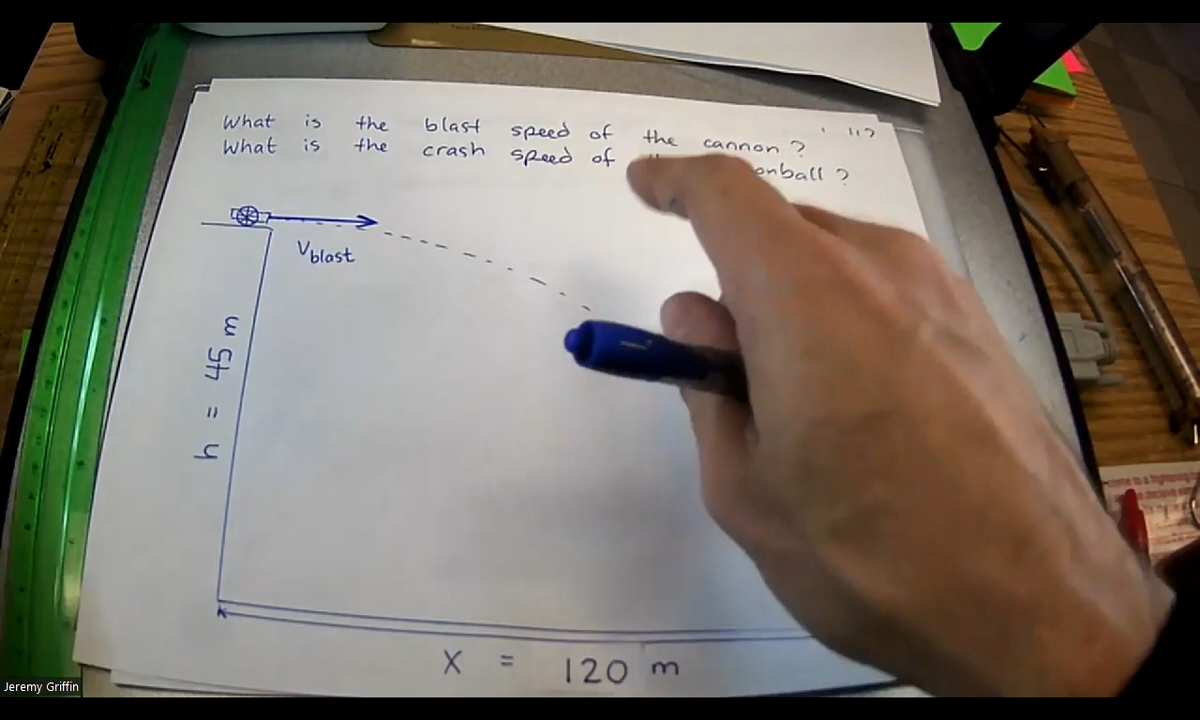 What is the blast speed of the cannon?
What is the crash speed of onball?
Vblast
h = 45 m
x = 120 m
Jeremy Griffin